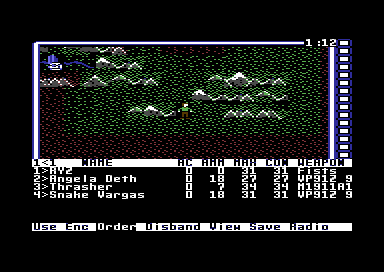 1:12
1<1 NAME AC AMM MAX CON WEAPON
1>AYZ 0 0 31 31 Fists
2>Angela Deth 0 18 27 27 VP912 9
3>Thrasher 0 7 34 34 M1911A1
4>Snake Vargas 0 18 31 31 VP912 9
Use Enc Order Disband View Save Radio